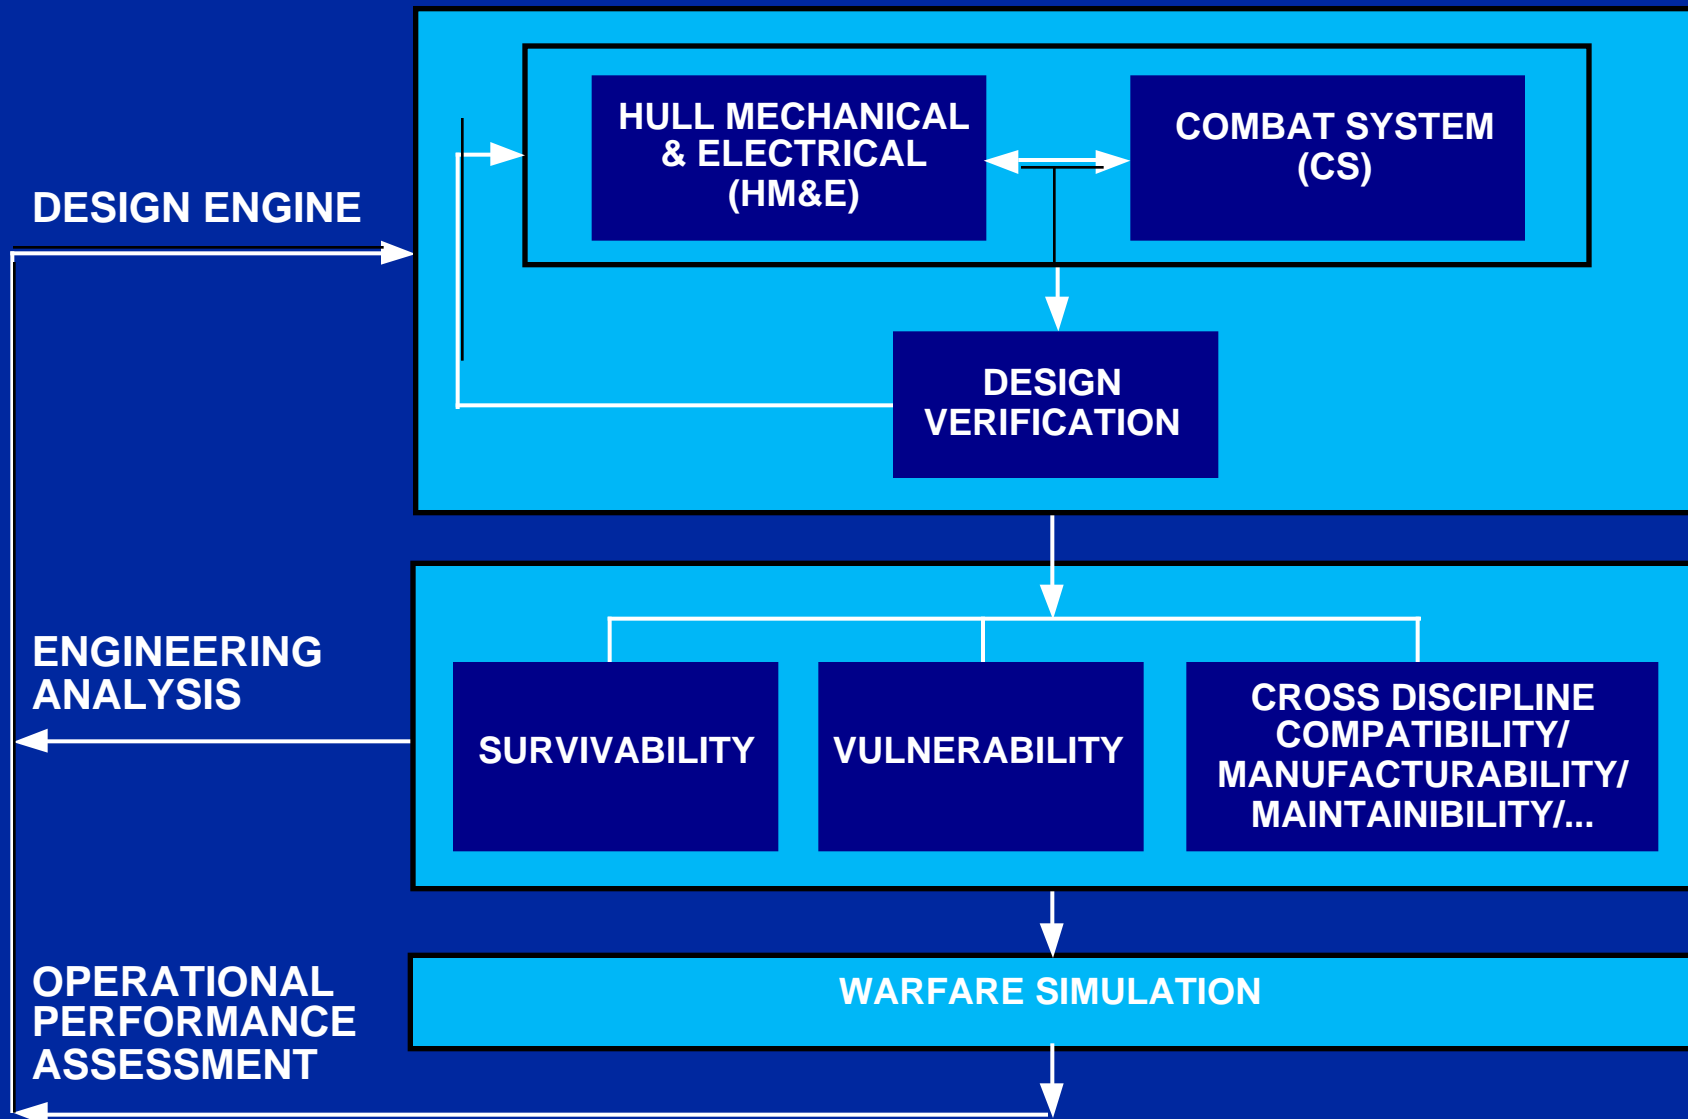 DESIGN ENGINE
HULL MECHANICAL
& ELECTRICAL
(HM&E)
COMBAT SYSTEM
(CS)
DESIGN
VERIFICATION
ENGINEERING
ANALYSIS
SURVIVABILITY
VULNERABILITY
CROSS DISCIPLINE
COMPATIBILITY/
MANUFACTURABILITY/
MAINTAINIBILITY/...
OPERATIONAL
PERFORMANCE
ASSESSMENT
WARFARE SIMULATION